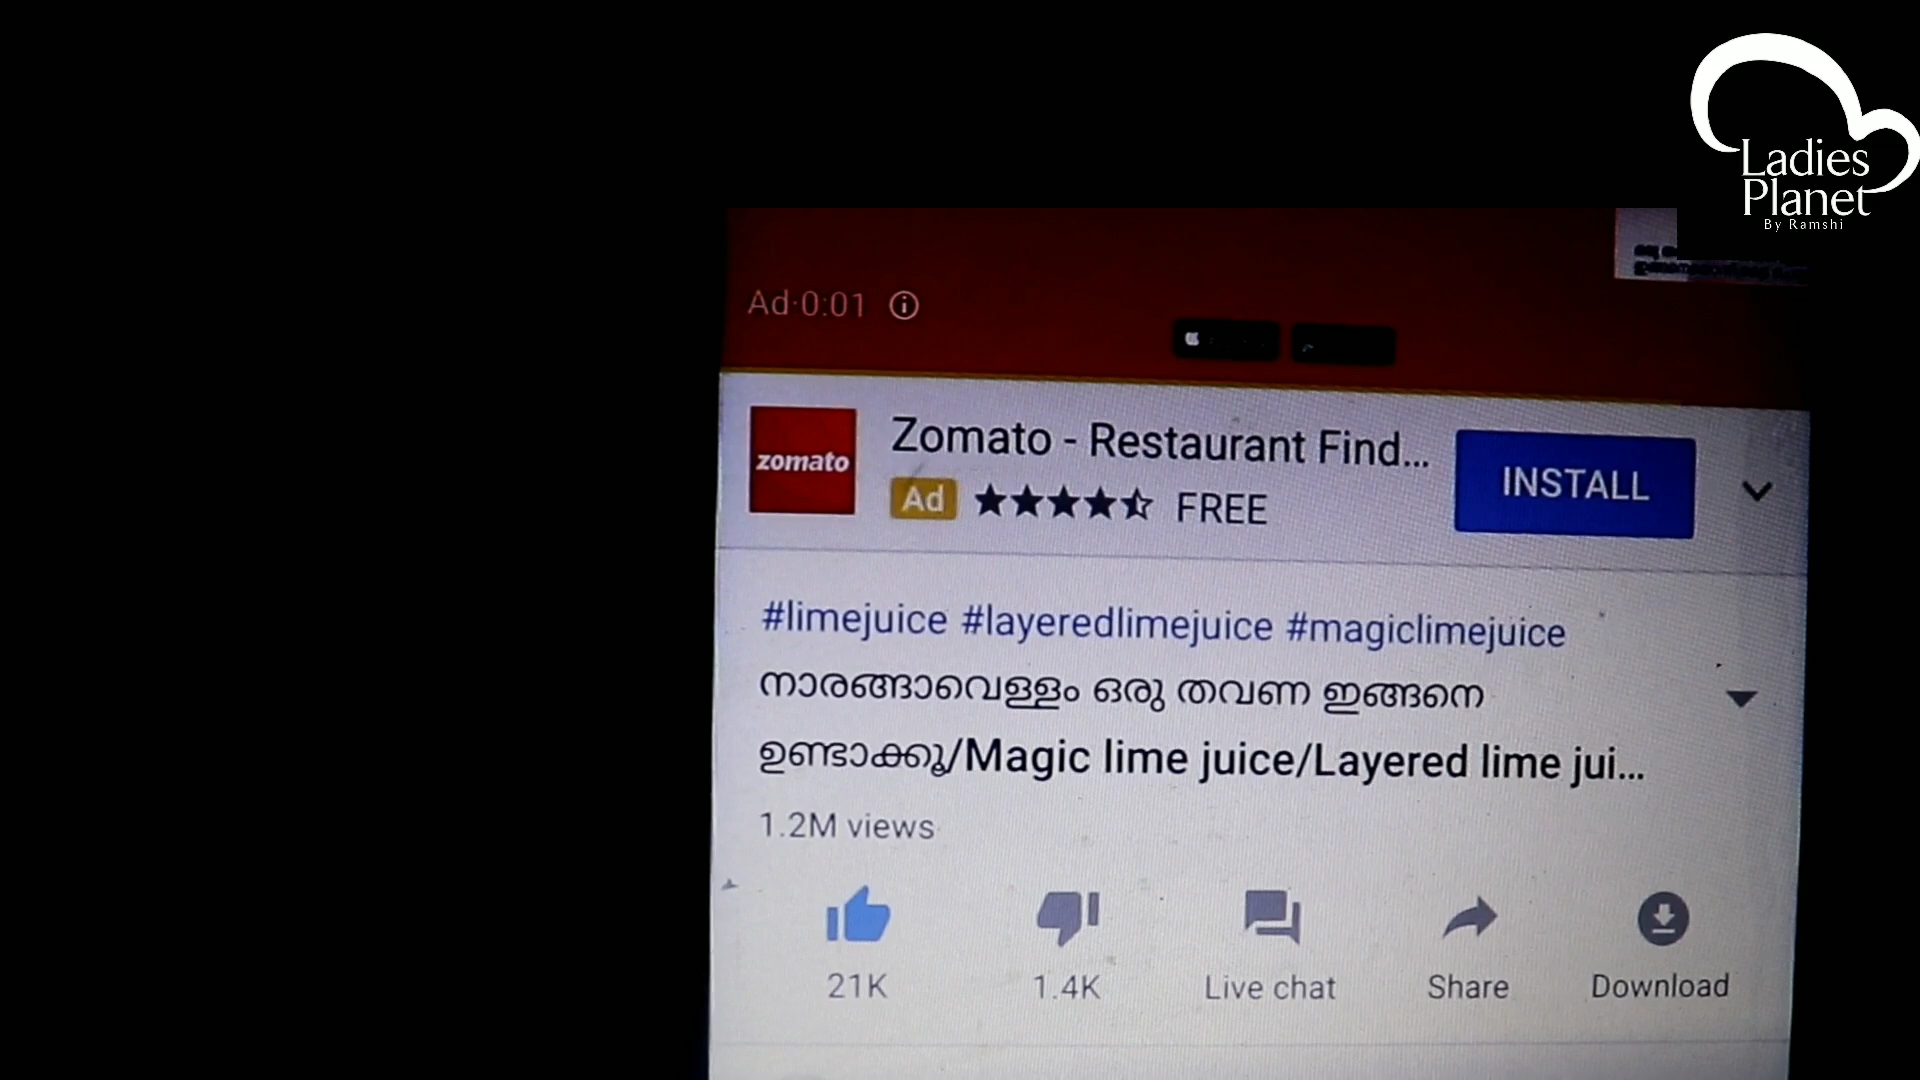 Ladies
Planet
By Ramshi
Ad·0:01
zomato
Zomato - Restaurant Find...
INSTALL
Ad FREE
#limejuice #layeredlimejuice #magiclimejuice
നാരങ്ങാവെള്ളം ഒരു തവണ ഇങ്ങനെ
ഉണ്ടാക്കൂ/Magic lime juice/Layered lime jui...
1.2M views
21K 1.4K Live chat Share Download